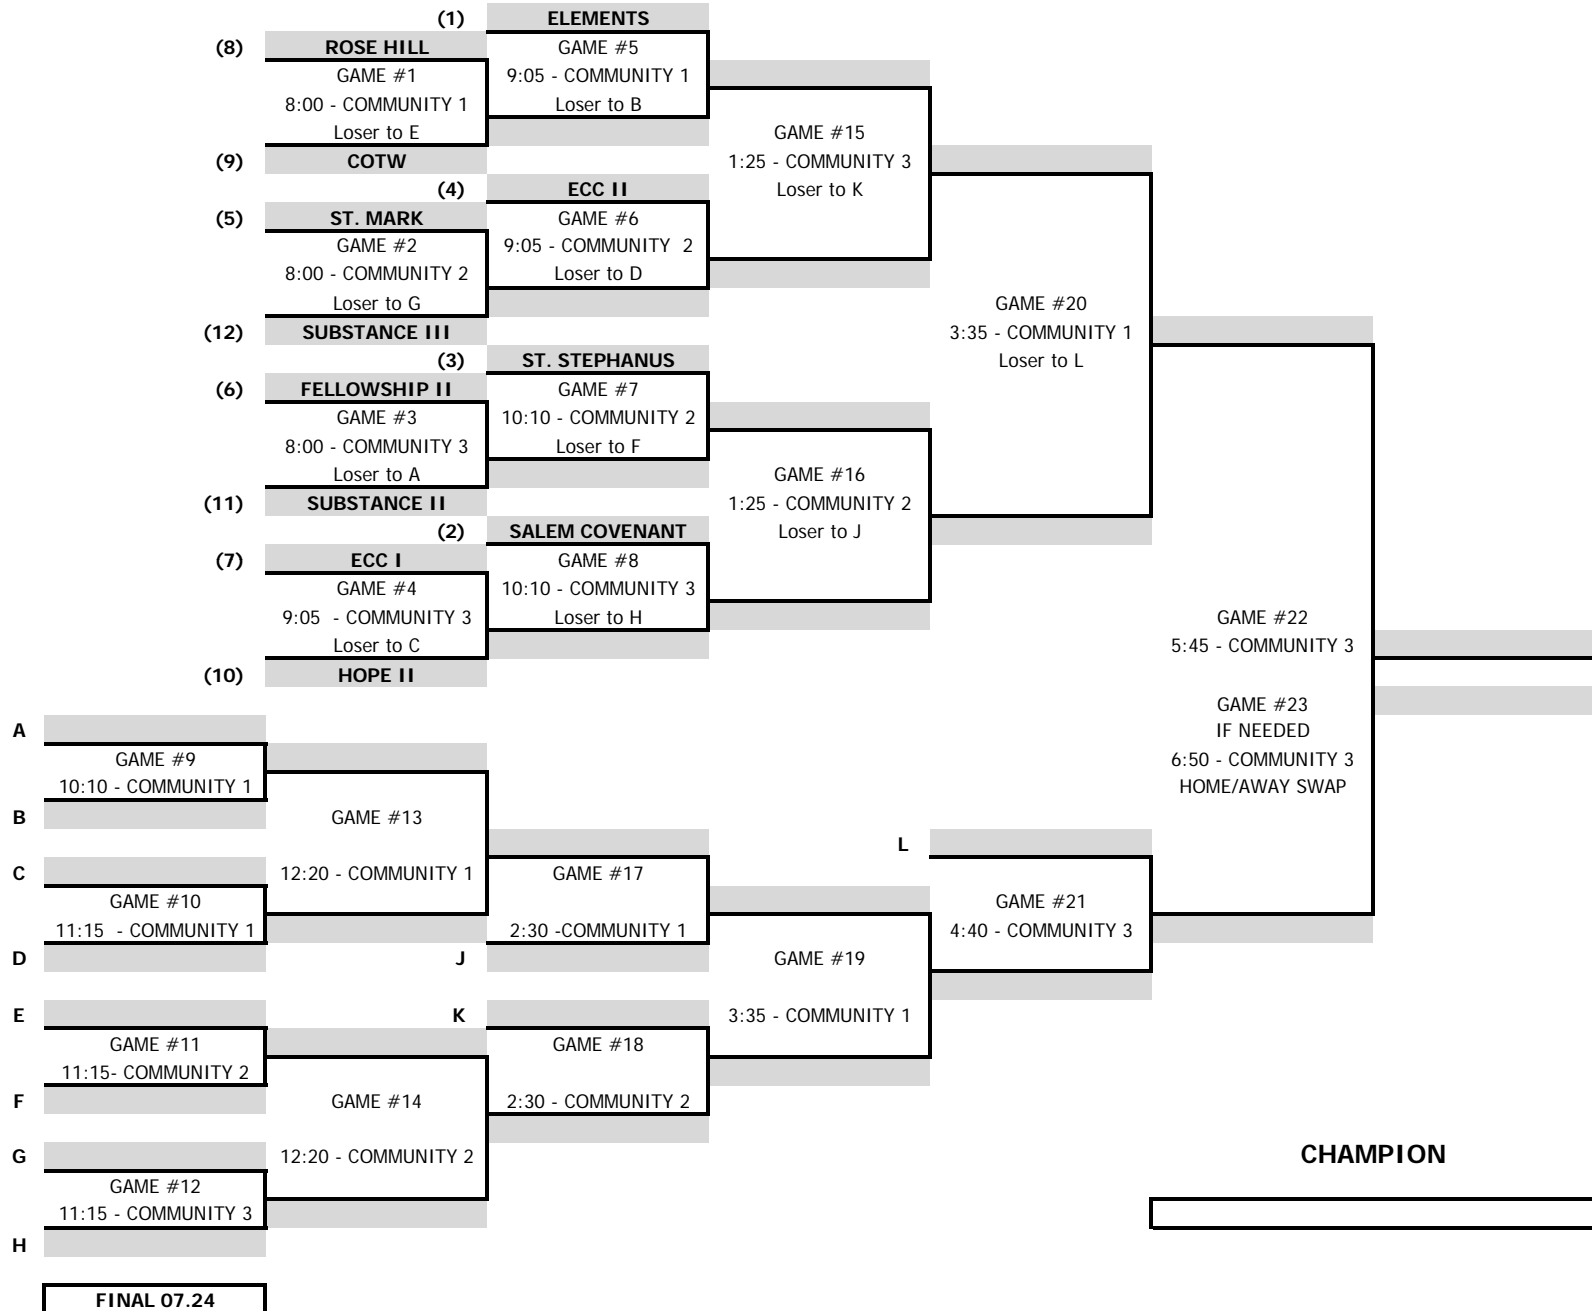 (1) ELEMENTS
(8) ROSE HILL
GAME #5
GAME #1
9:05 - COMMUNITY 1
8:00 - COMMUNITY 1
Loser to B
Loser to E
GAME #15
(9) COTW
1:25 - COMMUNITY 3
(4) ECC II
Loser to K
(5) ST. MARK
GAME #6
GAME #2
9:05 - COMMUNITY 2
8:00 - COMMUNITY 2
Loser to D
Loser to G
GAME #20
(12) SUBSTANCE III
3:35 - COMMUNITY 1
(3) ST. STEPHANUS
Loser to L
(6) FELLOWSHIP II
GAME #7
GAME #3
10:10 - COMMUNITY 2
8:00 - COMMUNITY 3
Loser to F
Loser to A
GAME #16
(11) SUBSTANCE II
1:25 - COMMUNITY 2
(2) SALEM COVENANT
Loser to J
(7) ECC I
GAME #8
GAME #4
10:10 - COMMUNITY 3
9:05 - COMMUNITY 3
Loser to H
GAME #22
Loser to C
5:45 - COMMUNITY 3
(10) HOPE II
GAME #23
IF NEEDED
6:50 - COMMUNITY 3
HOME/AWAY SWAP
A
GAME #9
10:10 - COMMUNITY 1
B
GAME #13
L
C
12:20 - COMMUNITY 1
GAME #17
GAME #10
GAME #21
11:15 - COMMUNITY 1
2:30 -COMMUNITY 1
4:40 - COMMUNITY 3
D
J
GAME #19
E
K
3:35 - COMMUNITY 1
GAME #11
GAME #18
11:15- COMMUNITY 2
F
GAME #14
2:30 - COMMUNITY 2
G
12:20 - COMMUNITY 2
CHAMPION
GAME #12
11:15 - COMMUNITY 3
H
FINAL 07.24